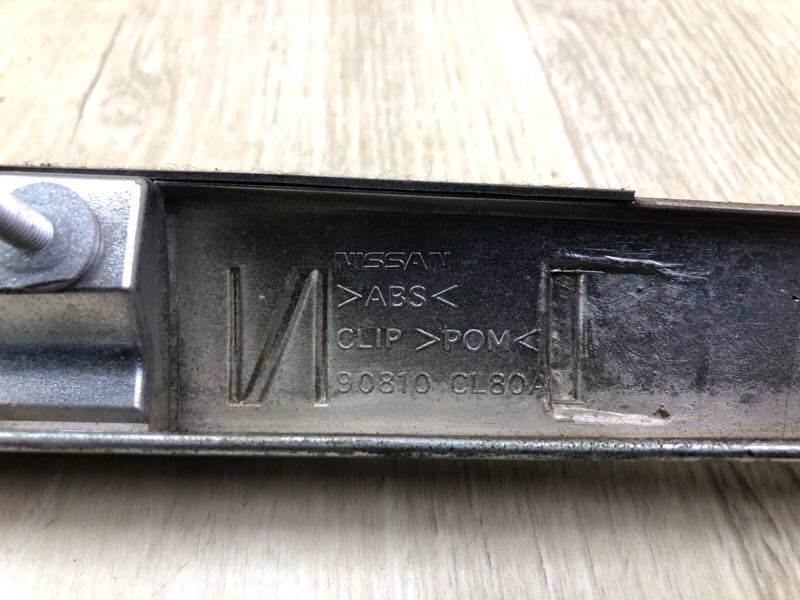 NISSAN
>ABS<
CLIP >POM<
90810 CL80A